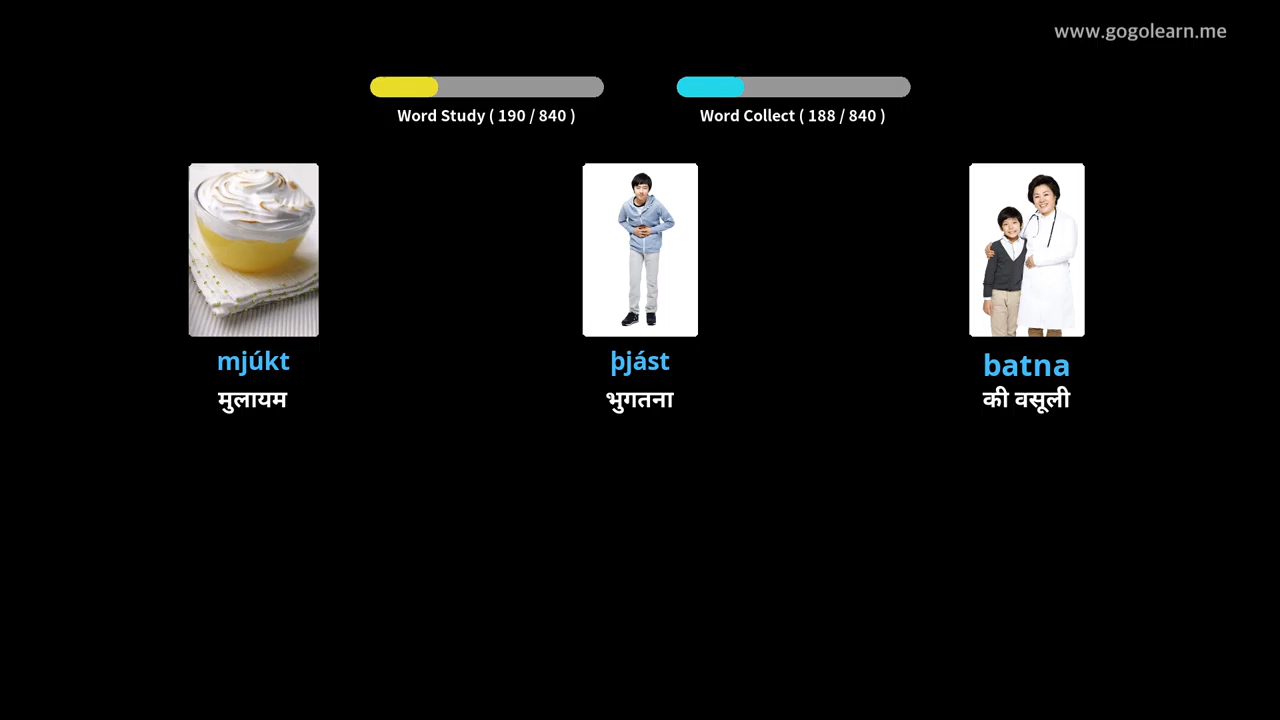 www.gogolearn.me
Word Study ( 190 / 840 )
Word Collect ( 188 / 840 )
mjúkt
मुलायम
þjást
भुगतना
batna
की वसूली